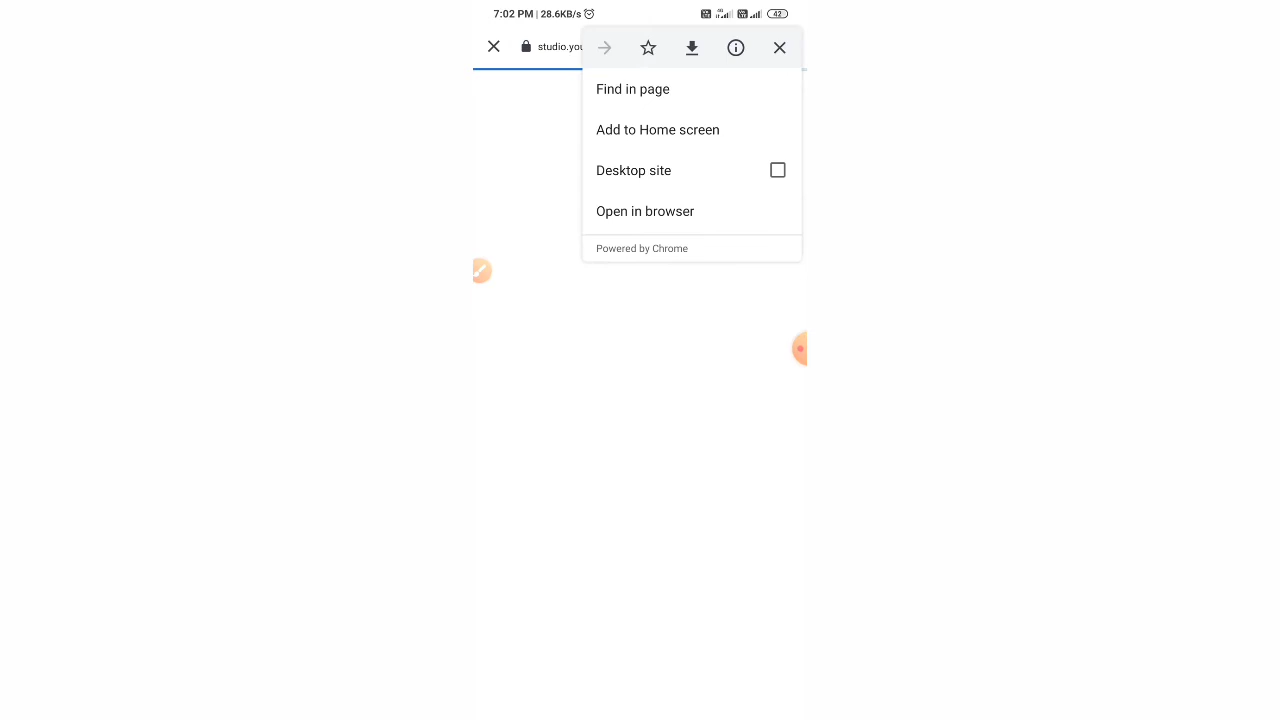 7:02 PM | 28.6KB/s
42
studio.you
Find in page
Add to Home screen
Desktop site
Open in browser
Powered by Chrome